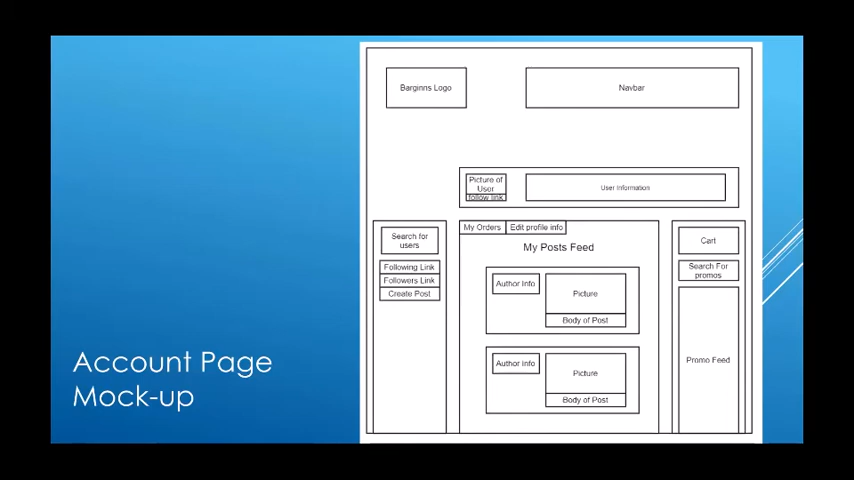 Barginns Logo
Navbar
Picture of
User
follow link
User Information
Search for
users
Following Link
Followers Link
Create Post
My Orders
Edit profile info
My Posts Feed
Author Info
Picture
Body of Post
Author Info
Picture
Body of Post
Cart
Search For
promos
Promo Feed
Account Page
Mock-up